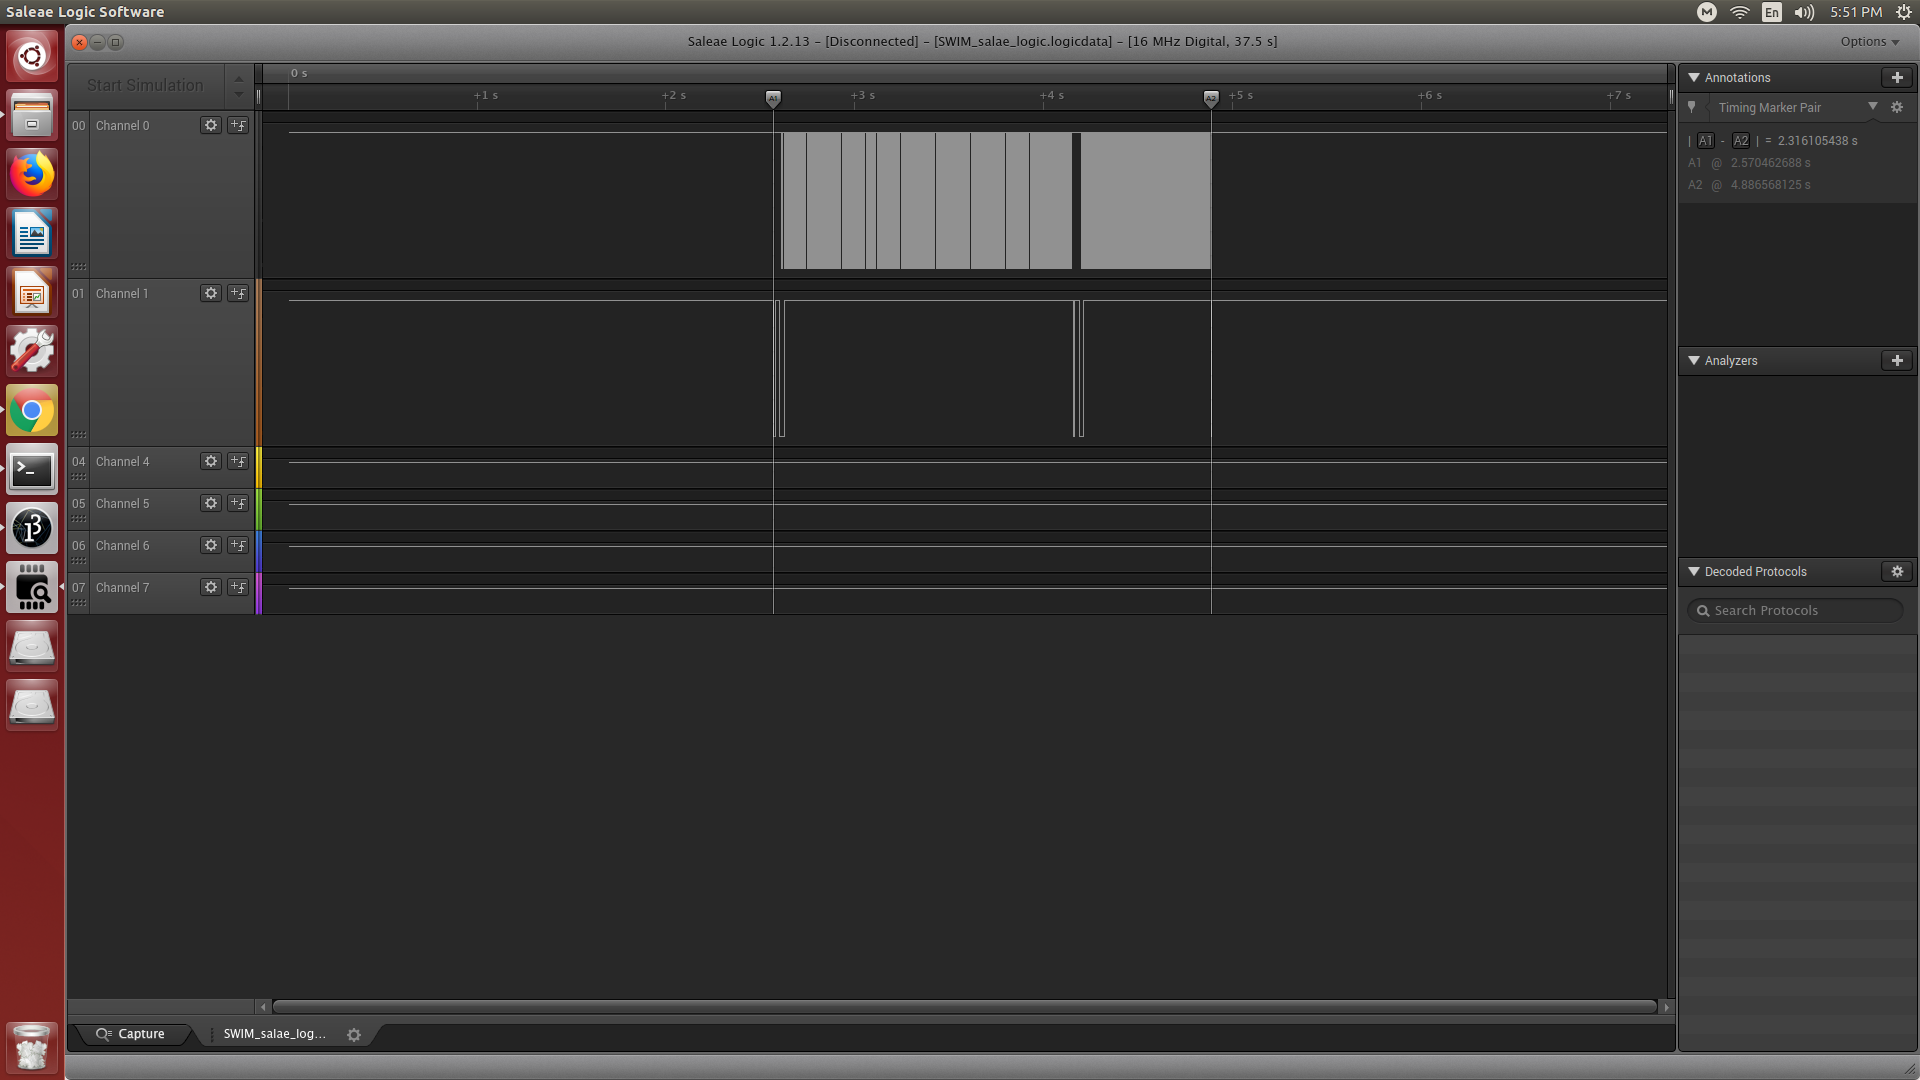 Saleae Logic Software
M
En
5:51 PM
Saleae Logic 1.2.13 – [Disconnected] – [SWIM_salae_logic.logicdata] – [16 MHz Digital, 37.5 s]
Options
Start Simulation
0 s
+1 s
+2 s
+3 s
+4 s
+5 s
+6 s
+7 s
A1
A2
00 Channel 0
01 Channel 1
04 Channel 4
05 Channel 5
06 Channel 6
07 Channel 7
Annotations
Timing Marker Pair
| A1 - A2 | = 2.316105438 s
A1 @ 2.570462688 s
A2 @ 4.886568125 s
Analyzers
Decoded Protocols
Search Protocols
Capture
SWIM_salae_log...